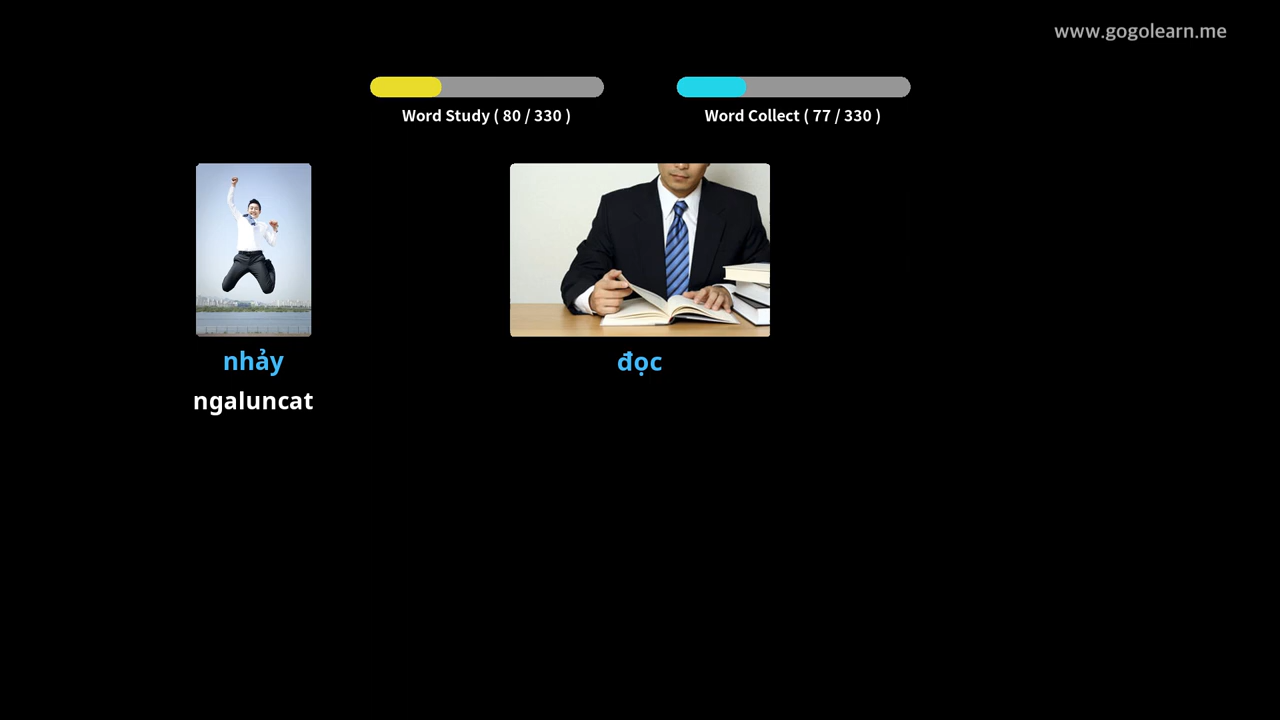 www.gogolearn.me
Word Study ( 80 / 330 )
Word Collect ( 77 / 330 )
nhảy
đọc
ngaluncat